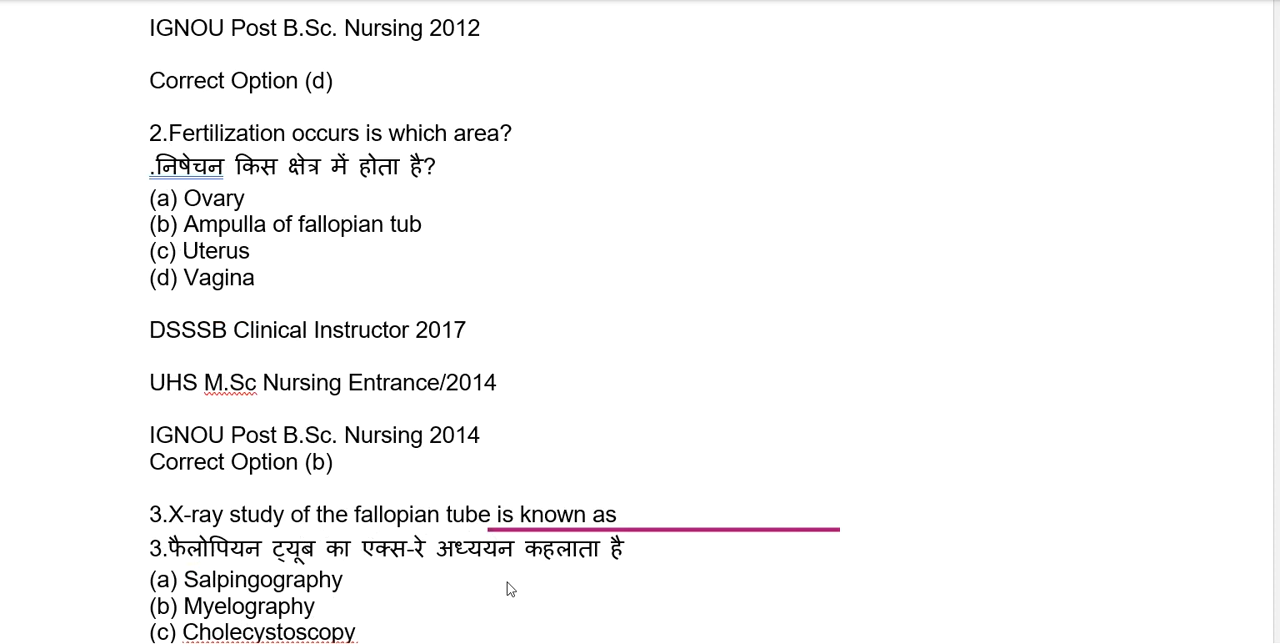 IGNOU Post B.Sc. Nursing 2012
Correct Option (d)
2.Fertilization occurs is which area?
.निषेचन किस क्षेत्र में होता है?
(a) Ovary
(b) Ampulla of fallopian tub
(c) Uterus
(d) Vagina
DSSSB Clinical Instructor 2017
UHS M.Sc Nursing Entrance/2014
IGNOU Post B.Sc. Nursing 2014
Correct Option (b)
3.X-ray study of the fallopian tube is known as
3.फैलोपियन ट्यूब का एक्स-रे अध्ययन कहलाता है
(a) Salpingography
(b) Myelography
(c) Cholecystoscopy